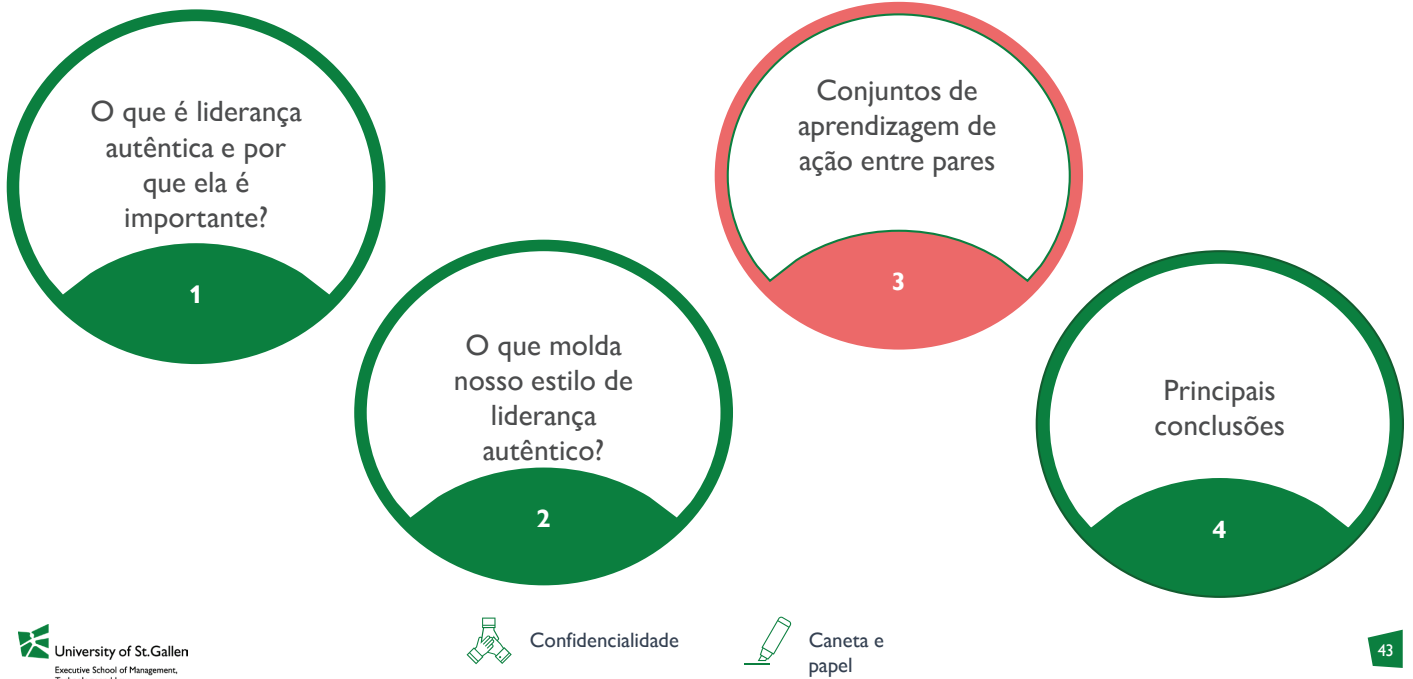 O que é liderança
autêntica e por
que ela é
importante?
1
O que molda
nosso estilo de
liderança
autêntico?
2
Conjuntos de
aprendizagem de
ação entre pares
3
Principais
conclusões
4
University of St.Gallen
Executive School of Management,
Confidencialidade
Caneta e
papel
43